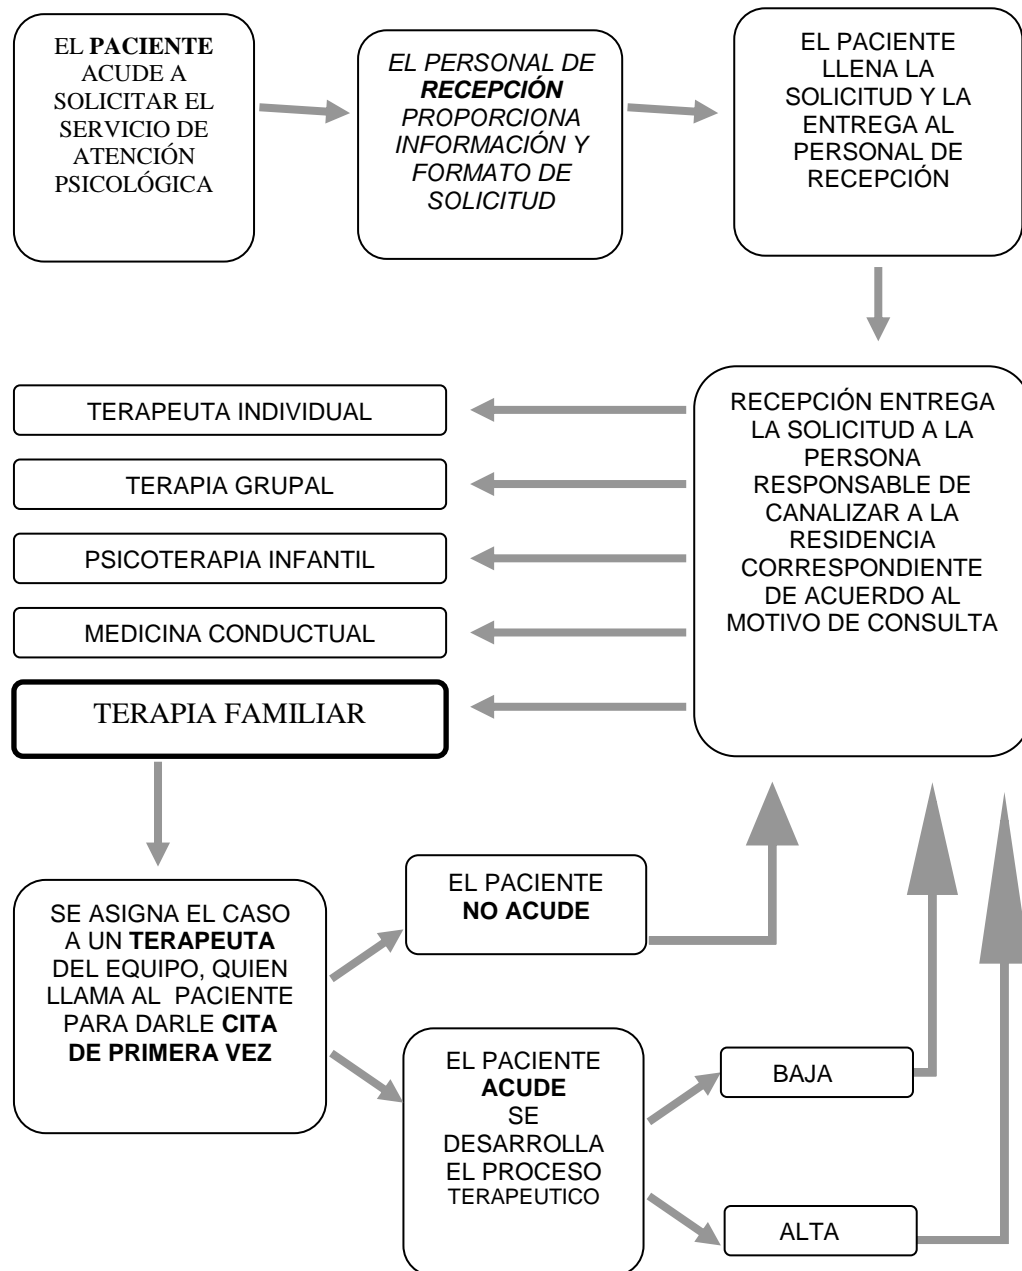 EL PACIENTE
ACUDE A
SOLICITAR EL
SERVICIO DE
ATENCIÓN
PSICOLÓGICA
EL PERSONAL DE
RECEPCIÓN
PROPORCIONA
INFORMACIÓN Y
FORMATO DE
SOLICITUD
EL PACIENTE
LLENA LA
SOLICITUD Y LA
ENTREGA AL
PERSONAL DE
RECEPCIÓN
RECEPCIÓN ENTREGA
LA SOLICITUD A LA
PERSONA
RESPONSABLE DE
CANALIZAR A LA
RESIDENCIA
CORRESPONDIENTE
DE ACUERDO AL
MOTIVO DE CONSULTA
TERAPEUTA INDIVIDUAL
TERAPIA GRUPAL
PSICOTERAPIA INFANTIL
MEDICINA CONDUCTUAL
TERAPIA FAMILIAR
SE ASIGNA EL CASO
A UN TERAPEUTA
DEL EQUIPO, QUIEN
LLAMA AL PACIENTE
PARA DARLE CITA
DE PRIMERA VEZ
EL PACIENTE
NO ACUDE
EL PACIENTE
ACUDE
SE
DESARROLLA
EL PROCESO
TERAPEUTICO
BAJA
ALTA